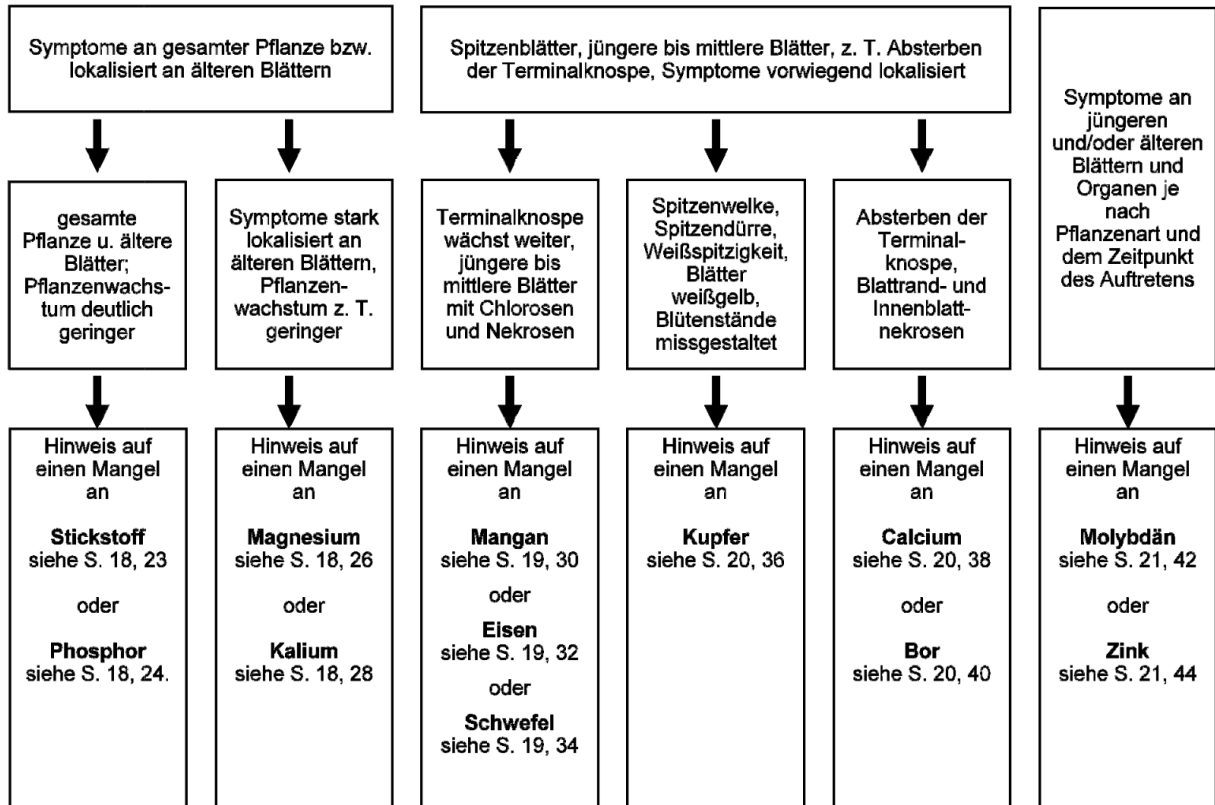 Symptome an gesamter Pflanze bzw.
lokalisiert an älteren Blättern
Spitzenblätter, jüngere bis mittlere Blätter, z. T. Absterben
der Terminalknospe, Symptome vorwiegend lokalisiert
Symptome an
jüngeren
und/oder älteren
Blättern und
Organen je
nach
Pflanzenart und
dem Zeitpunkt
des Auftretens
gesamte
Pflanze u. ältere
Blätter;
Pflanzenwachs-
tum deutlich
geringer
Symptome stark
lokalisiert an
älteren Blättern,
Pflanzen-
wachstum z. T.
geringer
Terminalknospe
wächst weiter,
jüngere bis
mittlere Blätter
mit Chlorosen
und Nekrosen
Spitzenwelke,
Spitzendürre,
Weißspitzigkeit,
Blätter
weißgelb,
Blütenstände
missgestaltet
Absterben der
Terminal-
knospe,
Blattrand- und
Innenblatt-
nekrosen
Hinweis auf
einen Mangel
an
Stickstoff
siehe S. 18, 23
oder
Phosphor
siehe S. 18, 24.
Hinweis auf
einen Mangel
an
Magnesium
siehe S. 18, 26
oder
Kalium
siehe S. 18, 28
Hinweis auf
einen Mangel
an
Mangan
siehe S. 19, 30
oder
Eisen
siehe S. 19, 32
oder
Schwefel
siehe S. 19, 34
Hinweis auf
einen Mangel
an
Kupfer
siehe S. 20, 36
Hinweis auf
einen Mangel
an
Calcium
siehe S. 20, 38
oder
Bor
siehe S. 20, 40
Hinweis auf
einen Mangel
an
Molybdän
siehe S. 21, 42
oder
Zink
siehe S. 21, 44